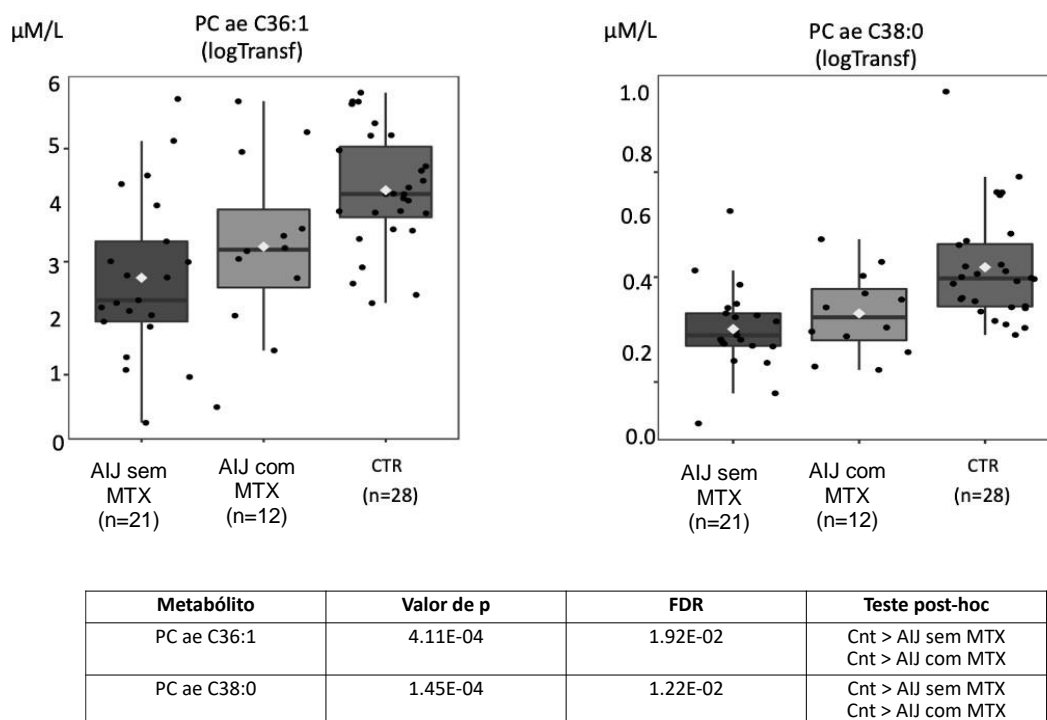 μM/L
PC ae C36:1
(logTransf)
6
5
4
3
2
1
0
AIJ sem
MTX
(n=21)
AIJ com
MTX
(n=12)
CTR
(n=28)
μM/L
PC ae C38:0
(logTransf)
1.0
0.8
0.6
0.4
0.2
0.0
AIJ sem
MTX
(n=21)
AIJ com
MTX
(n=12)
CTR
(n=28)
Metabólito Valor de p FDR Teste post-hoc
PC ae C36:1 4.11E-04 1.92E-02 Cnt > AIJ sem MTX
Cnt > AIJ com MTX
PC ae C38:0 1.45E-04 1.22E-02 Cnt > AIJ sem MTX
Cnt > AIJ com MTX